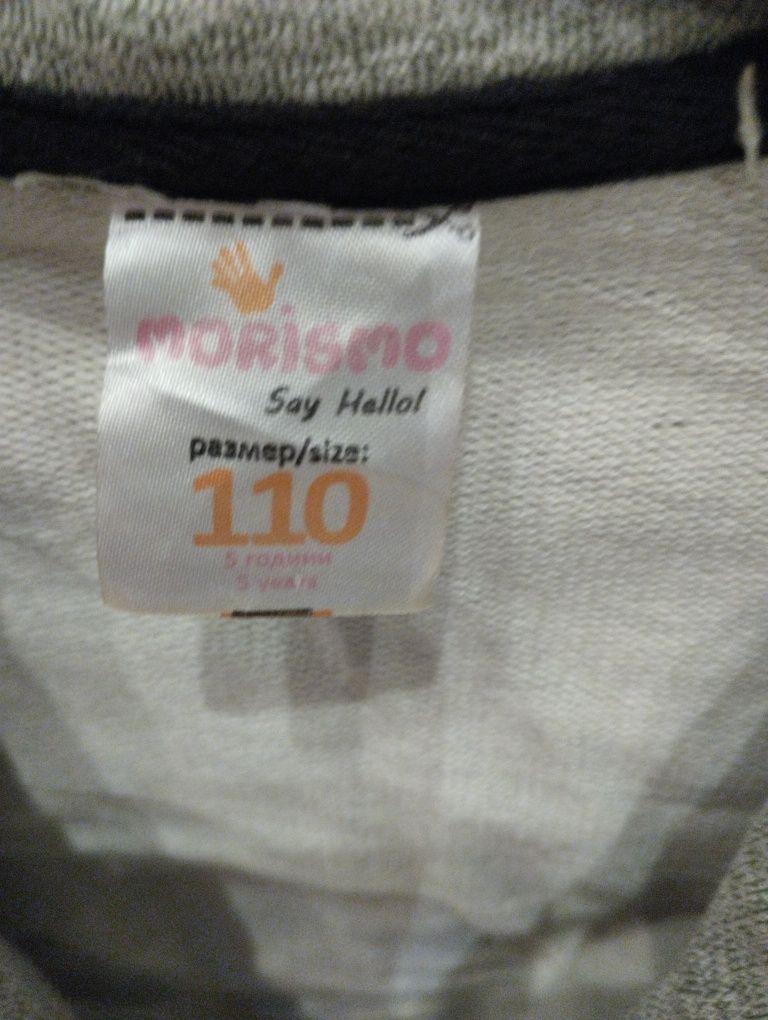 MORISMO
Say Hello!
размер/size:
110
5 години
5 years